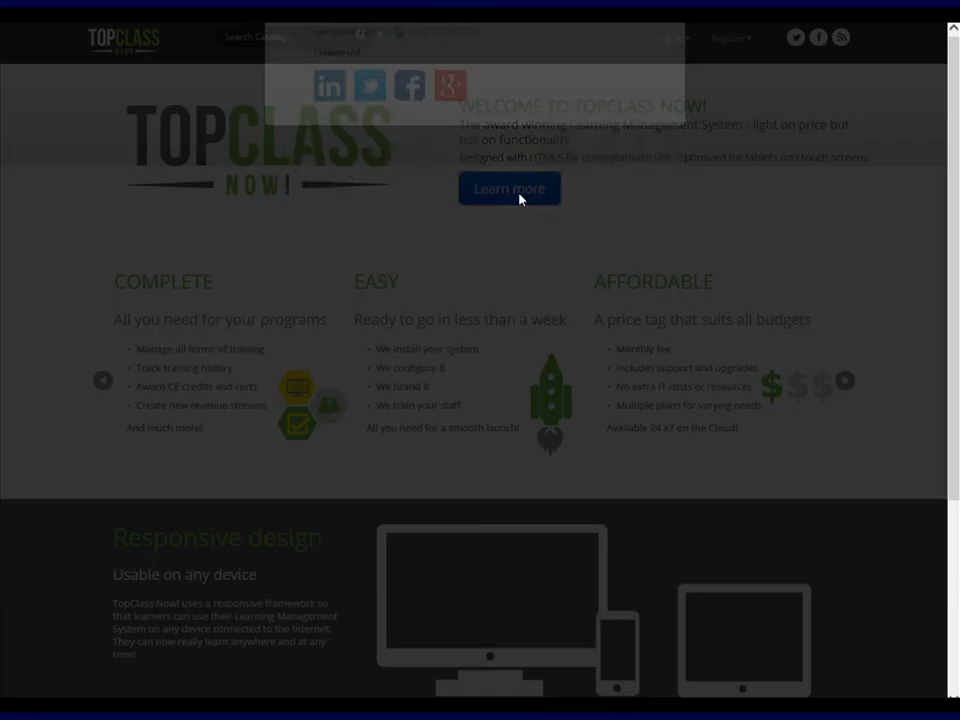 TOPCLASS
NOW!
Search Catalog...
Register
TOPCLASS
NOW!
WELCOME TO TOPCLASS NOW!
The award winning Learning Management System - light on price but
not on functionality
Designed with HTML5 for cross platform use. Optimized for tablets and touch screens.
Learn more
COMPLETE
All you need for your programs
• Manage all forms of training
• Track training history
• Award CE credits and certs
• Create new revenue streams
And much more!
EASY
Ready to go in less than a week
• We install your system
• We configure it
• We brand it
• We train your staff
All you need for a smooth launch!
AFFORDABLE
A price tag that suits all budgets
• Monthly fee
• Includes support and upgrades
• No extra IT costs or resources
• Multiple plans for varying needs
Available 24 x7 on the Cloud!
Responsive design
Usable on any device
TopClass Now! uses a responsive framework so
that learners can use their Learning Management
System on any device connected to the Internet.
They can now really learn anywhere and at any
time!